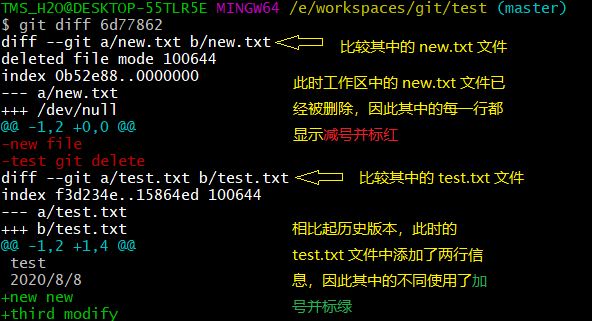 TMS_H2O@DESKTOP-55TLR5E MINGW64 /e/workspaces/git/test (master)
$ git diff 6d77862
diff --git a/new.txt b/new.txt
比较其中的 new.txt 文件
deleted file mode 100644
index 0b52e88..0000000
--- a/new.txt
+++ /dev/null
@@ -1,2 +0,0 @@
-new file
-test git delete
此时工作区中的 new.txt 文件已
经被删除，因此其中的每一行都
显示减号并标红
diff --git a/test.txt b/test.txt
比较其中的 test.txt 文件
index f3d234e..15864ed 100644
--- a/test.txt
+++ b/test.txt
@@ -1,2 +1,4 @@
test
2020/8/8
+new new
+third modify
相比起历史版本，此时的
test.txt 文件中添加了两行信
息，因此其中的不同使用了加
号并标绿